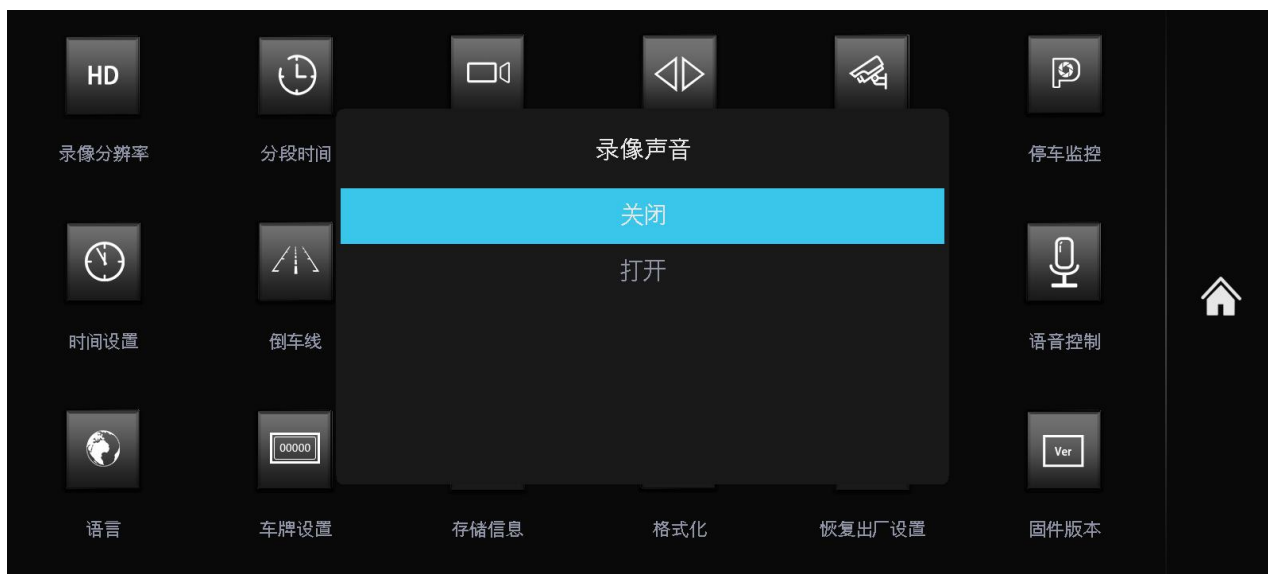 HD
录像分辨率
分段时间
停车监控
录像声音
关闭
打开
时间设置
倒车线
语音控制
00000
Ver
语言
车牌设置
存储信息
格式化
恢复出厂设置
固件版本